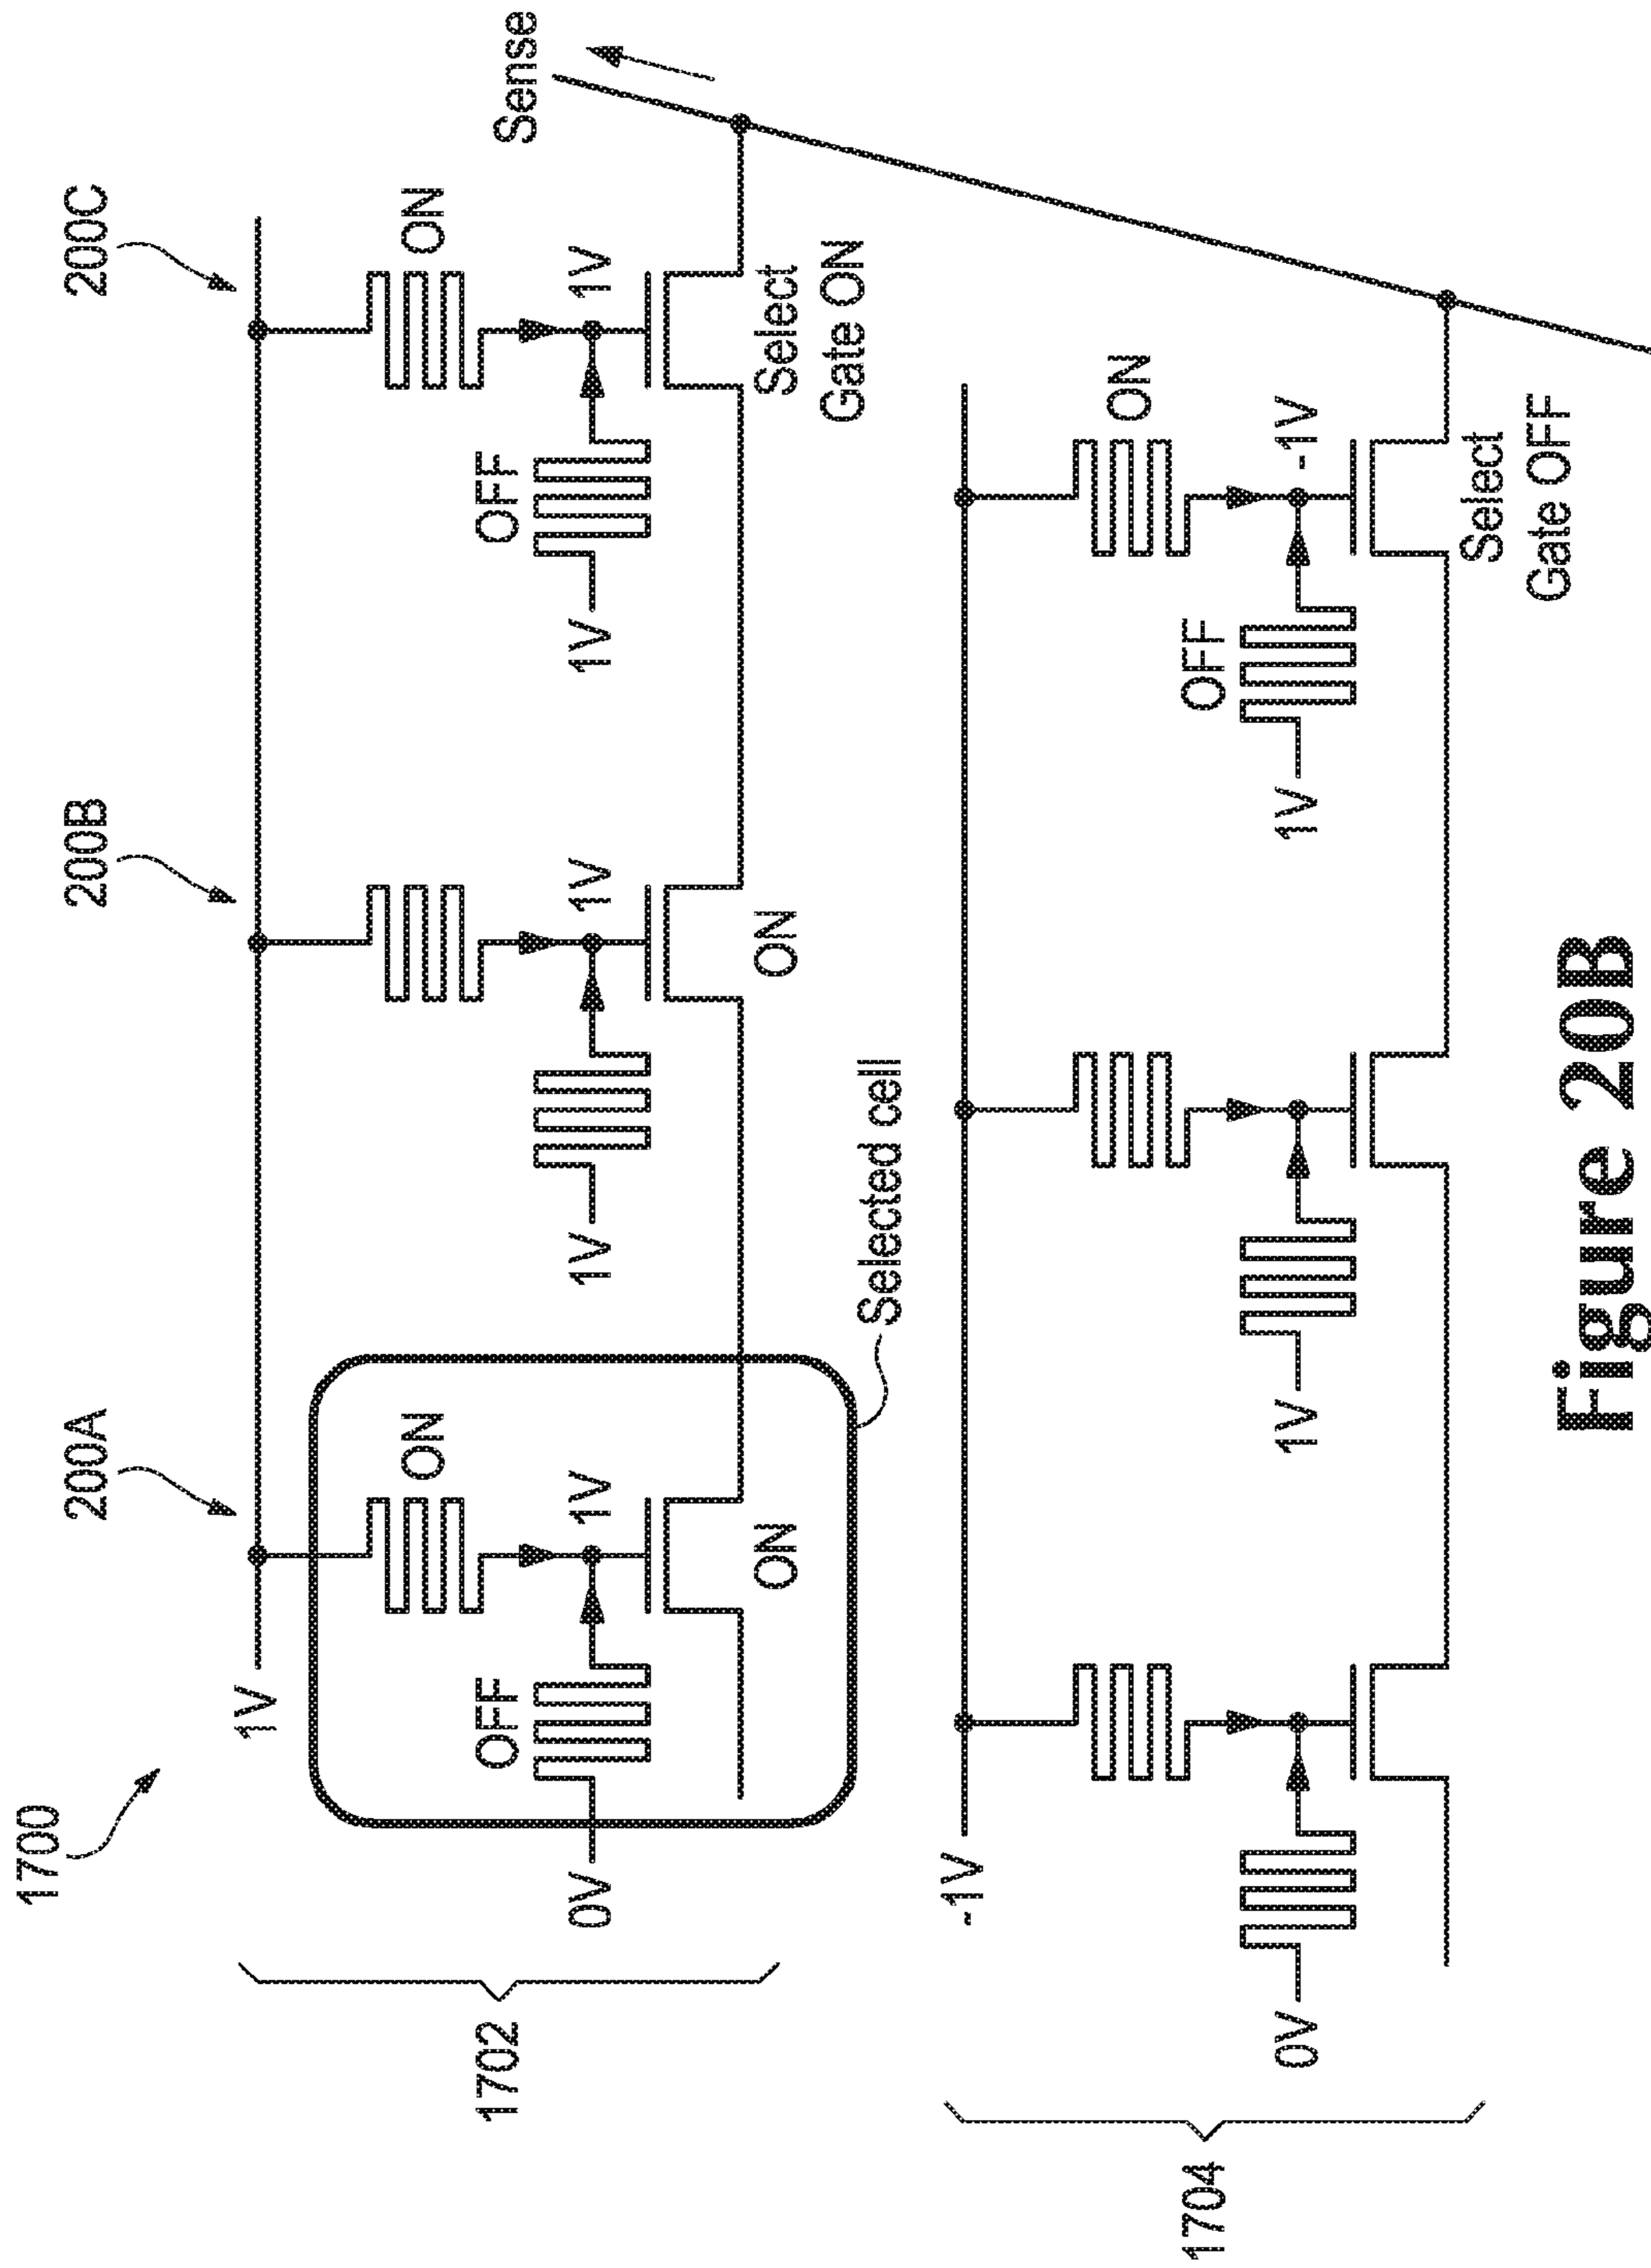 1700
200A
200B
200C
1V
ON
ON
Sense
OFF
OFF
0V
1V
1V
1V
1V
1V
ON
ON
Select
Gate ON
Selected cell
1702
-1V
ON
OFF
0V
1V
1V
-1V
Select
Gate OFF
1704
Figure 20B